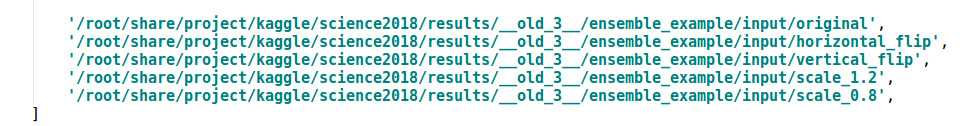 '/root/share/project/kaggle/science2018/results/__old_3__/ensemble_example/input/original',
'/root/share/project/kaggle/science2018/results/__old_3__/ensemble_example/input/horizontal_flip',
'/root/share/project/kaggle/science2018/results/__old_3__/ensemble_example/input/vertical_flip',
'/root/share/project/kaggle/science2018/results/__old_3__/ensemble_example/input/scale_1.2',
'/root/share/project/kaggle/science2018/results/__old_3__/ensemble_example/input/scale_0.8',
]